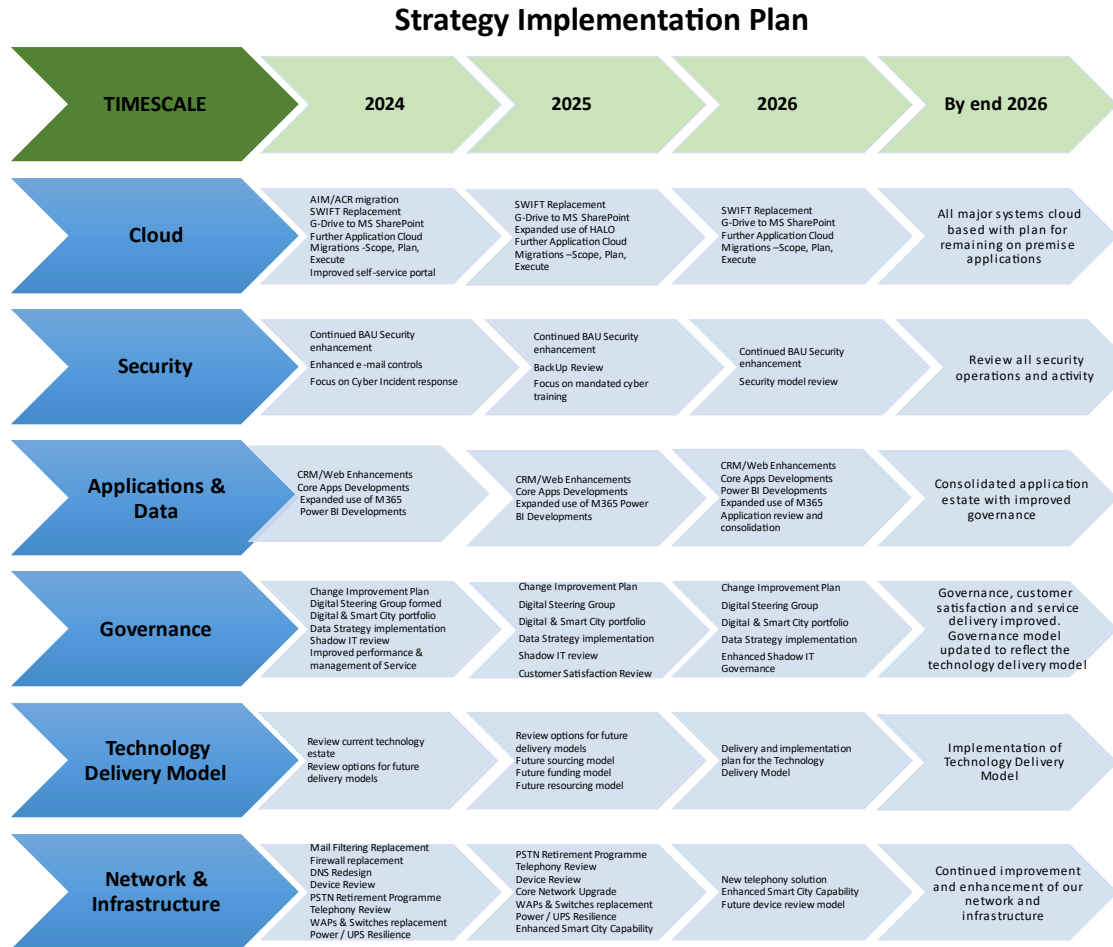 Strategy Implementation Plan
TIMESCALE
2024
2025
2026
By end 2026
Cloud
AIM/ACR migration
SWIFT Replacement
G-Drive to MS SharePoint
Further Application Cloud
Migrations -Scope, Plan,
Execute
Improved self-service portal
SWIFT Replacement
G-Drive to MS SharePoint
Expanded use of HALO
Further Application Cloud
Migrations –Scope, Plan,
Execute
SWIFT Replacement
G-Drive to MS SharePoint
Further Application Cloud
Migrations –Scope, Plan,
Execute
All major systems cloud
based with plan for
remaining on premise
applications
Security
Continued BAU Security
enhancement
Enhanced e-mail controls
Focus on Cyber Incident response
Continued BAU Security
enhancement
BackUp Review
Focus on mandated cyber
training
Continued BAU Security
enhancement
Security model review
Review all security
operations and activity
Applications &
Data
CRM/Web Enhancements
Core Apps Developments
Expanded use of M365
Power BI Developments
CRM/Web Enhancements
Core Apps Developments
Expanded use of M365 Power
BI Developments
CRM/Web Enhancements
Core Apps Developments
Power BI Developments
Expanded use of M365
Application review and
consolidation
Consolidated application
estate with improved
governance
Governance
Change Improvement Plan
Digital Steering Group formed
Digital & Smart City portfolio
Data Strategy implementation
Shadow IT review
Improved performance &
management of Service
Change Improvement Plan
Digital Steering Group
Digital & Smart City portfolio
Data Strategy implementation
Shadow IT review
Customer Satisfaction Review
Change Improvement Plan
Digital Steering Group
Digital & Smart City portfolio
Data Strategy implementation
Enhanced Shadow IT
Governance
Governance, customer
satisfaction and service
delivery improved.
Governance model
updated to reflect the
technology delivery model
Technology
Delivery Model
Review current technology
estate
Review options for future
delivery models
Review options for future
delivery models
Future sourcing model
Future funding model
Future resourcing model
Delivery and implementation
plan for the Technology
Delivery Model
Implementation of
Technology Delivery
Model
Network &
Infrastructure
Mail Filtering Replacement
Firewall replacement
DNS Redesign
Device Review
PSTN Retirement Programme
Telephony Review
WAPs & Switches replacement
Power / UPS Resilience
PSTN Retirement Programme
Telephony Review
Device Review
Core Network Upgrade
WAPs & Switches replacement
Power / UPS Resilience
Enhanced Smart City Capability
New telephony solution
Enhanced Smart City Capability
Future device review model
Continued improvement
and enhancement of our
network and
infrastructure